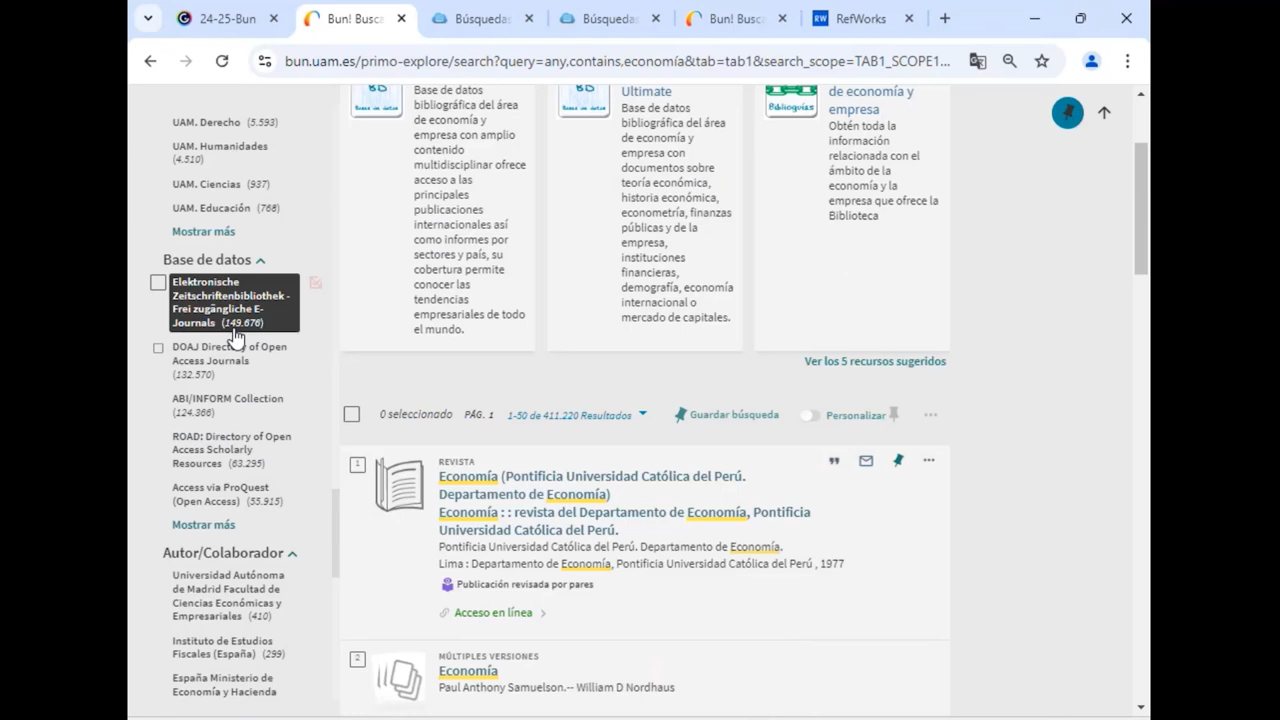 24-25-Bun
Bun! Busca
Búsquedas
Búsquedas
Bun! Busca
RefWorks
bun.uam.es/primo-explore/search?query=any,contains,economía&tab=tab1&search_scope=TAB1_SCOPE1...
UAM. Derecho (5.593)
UAM. Humanidades
(4.510)
UAM. Ciencias (937)
UAM. Educación (768)
Mostrar más
Base de datos
Elektronische
Zeitschriftenbibliothek -
Frei zugängliche E-
Journals (149.676)
DOAJ Directory of Open
Access Journals
(132.570)
ABI/INFORM Collection
(124.366)
ROAD: Directory of Open
Access Scholarly
Resources (63.295)
Access via ProQuest
(Open Access) (55.915)
Mostrar más
Autor/Colaborador
Universidad Autónoma
de Madrid Facultad de
Ciencias Económicas y
Empresariales (410)
Instituto de Estudios
Fiscales (España) (299)
España Ministerio de
Economía y Hacienda
Base de datos
Base de datos
bibliográfica del área
de economía y
empresa con amplio
contenido
multidisciplinar ofrece
acceso a las
principales
publicaciones
internacionales así
como informes por
sectores y país, su
cobertura permite
conocer las
tendencias
empresariales de todo
el mundo.
Base de datos
Ultimate
Base de datos
bibliográfica del área
de economía y
empresa con
documentos sobre
teoría económica,
historia económica,
econometría, finanzas
públicas y de la
empresa,
instituciones
financieras,
demografía, economía
internacional o
mercado de capitales.
Biblioguías
de economía y
empresa
Obtén toda la
información
relacionada con el
ámbito de la
economía y la
empresa que ofrece la
Biblioteca
Ver los 5 recursos sugeridos
0 seleccionado PÁG. 1 1-50 de 411.220 Resultados Guardar búsqueda Personalizar
1
REVISTA
Economía (Pontificia Universidad Católica del Perú.
Departamento de Economía)
Economía : : revista del Departamento de Economía, Pontificia
Universidad Católica del Perú.
Pontificia Universidad Católica del Perú. Departamento de Economía.
Lima : Departamento de Economía, Pontificia Universidad Católica del Perú , 1977
Publicación revisada por pares
Acceso en línea
2
MÚLTIPLES VERSIONES
Economía
Paul Anthony Samuelson.-- William D Nordhaus